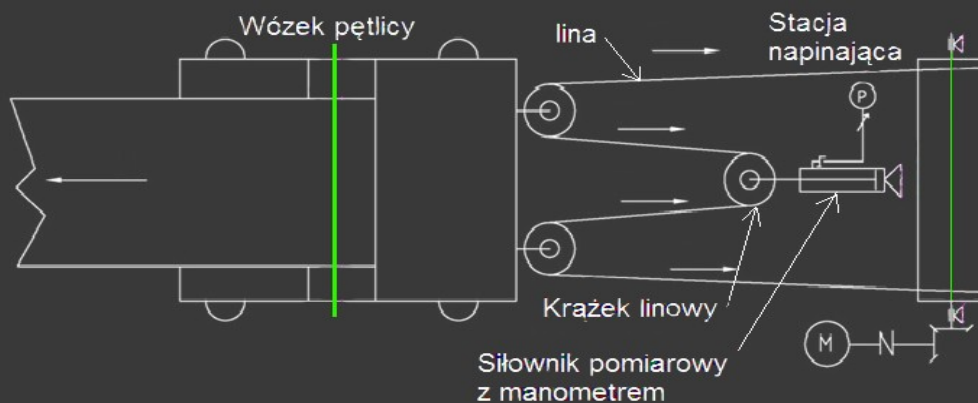 Wózek pętlicy
lina
Stacja
napinająca
P
Krążek linowy
M
Siłownik pomiarowy
z manometrem